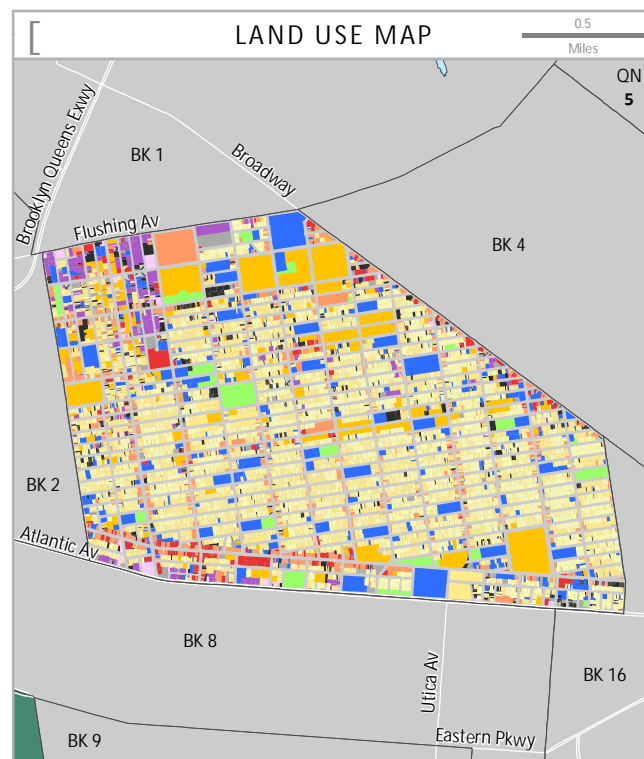 [ LAND USE MAP
0.5
Miles
QN
5
Brooklyn Queens Exwy
BK 1
Broadway
Flushing Av
BK 4
BK 2
Atlantic Av
BK 8
Utica Av
BK 16
Eastern Pkwy
BK 9